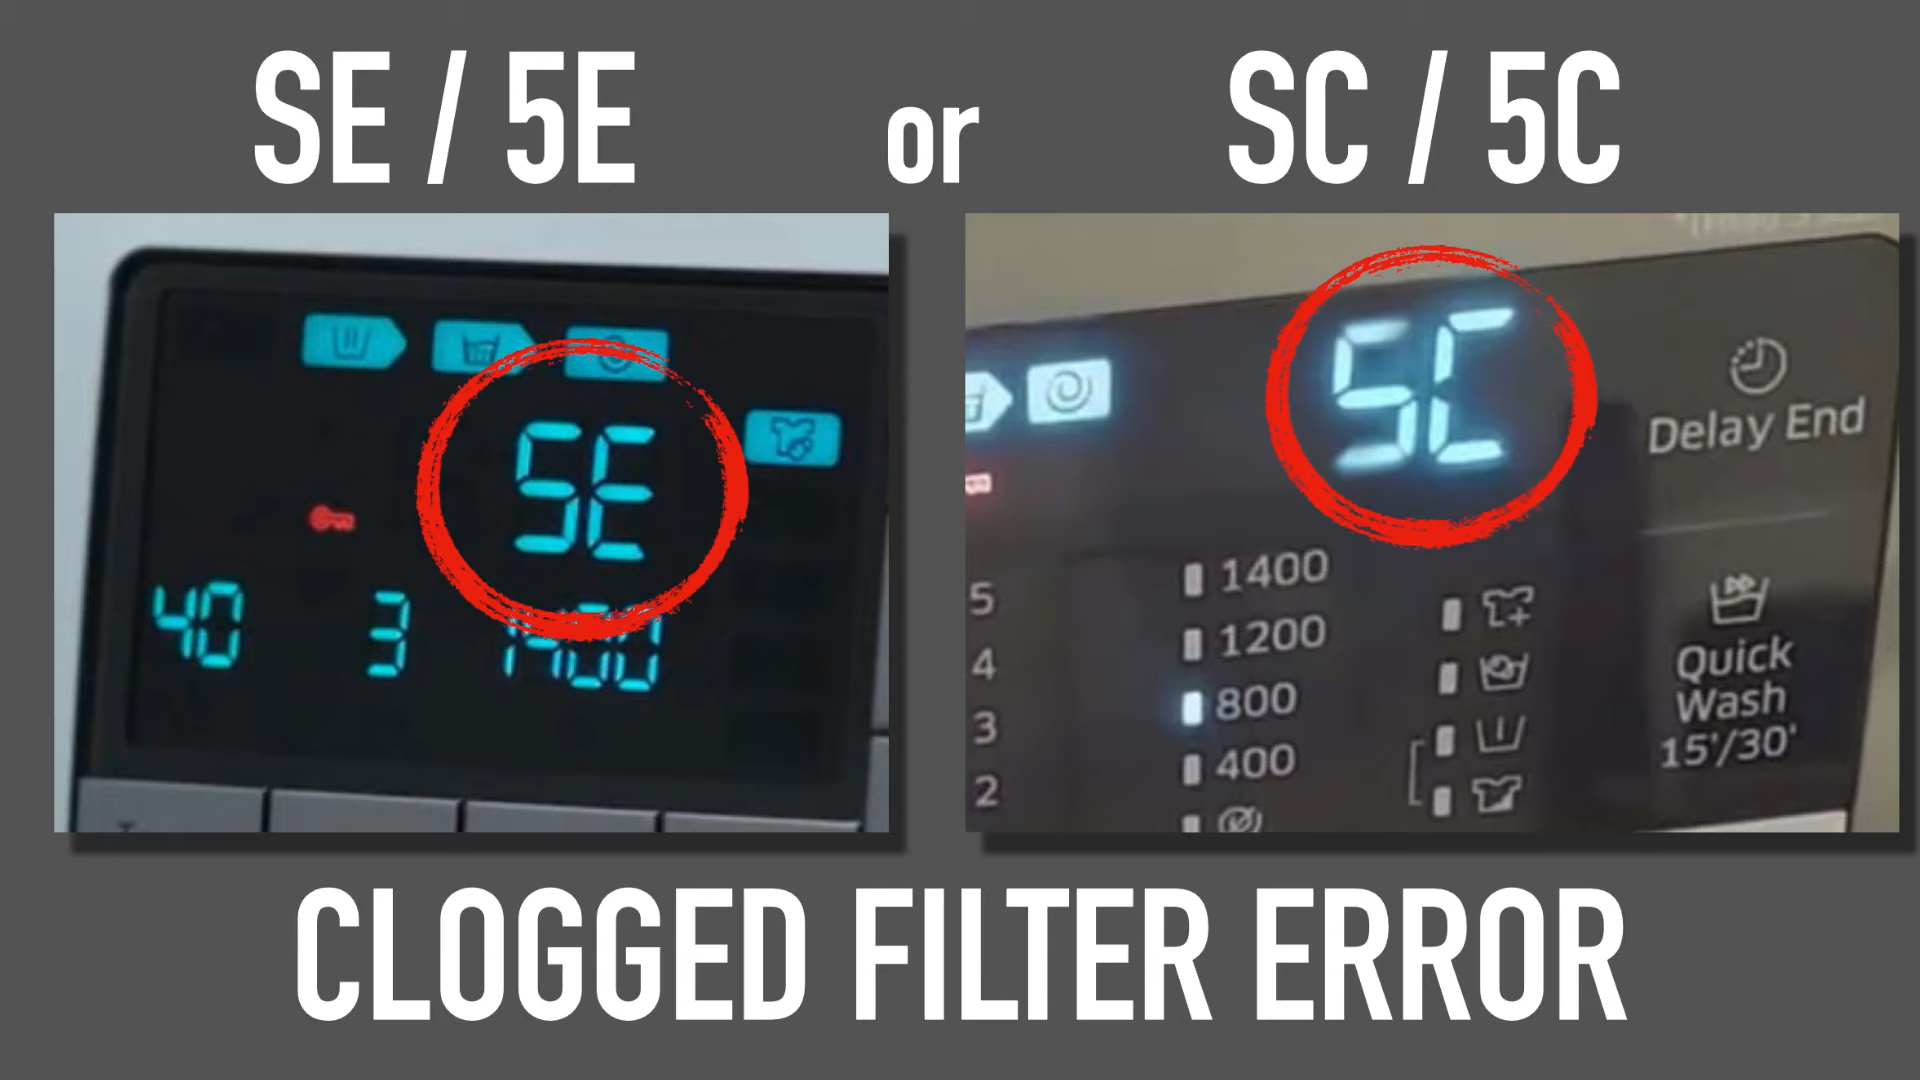 SE / 5E or SC / 5C
SE
40 3 1400
5C
Delay End
5
4
3
2
1400
1200
800
400
Quick
Wash
15'/30'
CLOGGED FILTER ERROR